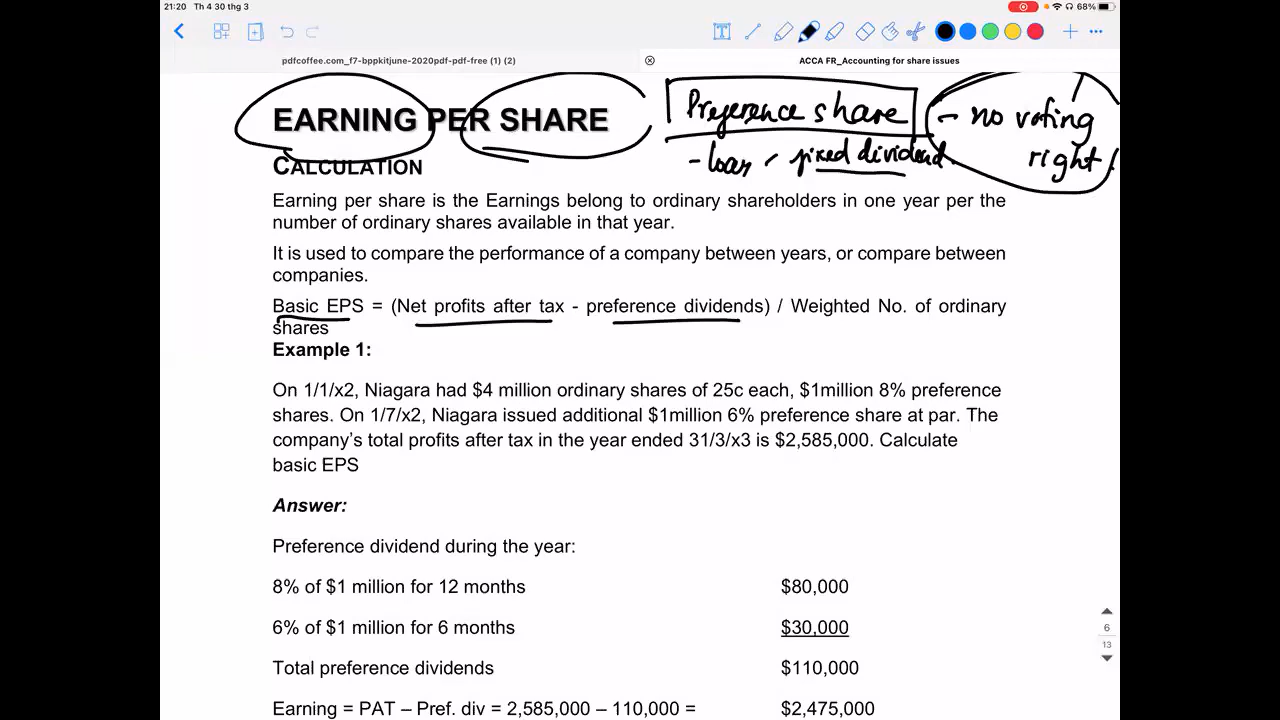 21:20 Th 4 30 thg 3
68%
pdfcoffee.com_f7-bppkitjune-2020pdf-pdf-free (1) (2)
ACCA FR_Accounting for share issues
EARNING PER SHARE
Preference share
- no voting
right!
- loan
fixed dividend.
CALCULATION
Earning per share is the Earnings belong to ordinary shareholders in one year per the
number of ordinary shares available in that year.
It is used to compare the performance of a company between years, or compare between
companies.
Basic EPS = (Net profits after tax - preference dividends) / Weighted No. of ordinary
shares
Example 1:
On 1/1/x2, Niagara had $4 million ordinary shares of 25c each, $1million 8% preference
shares. On 1/7/x2, Niagara issued additional $1million 6% preference share at par. The
company's total profits after tax in the year ended 31/3/x3 is $2,585,000. Calculate
basic EPS
Answer:
Preference dividend during the year:
8% of $1 million for 12 months $80,000
6% of $1 million for 6 months $30,000
Total preference dividends $110,000
Earning = PAT – Pref. div = 2,585,000 – 110,000 = $2,475,000
6
13